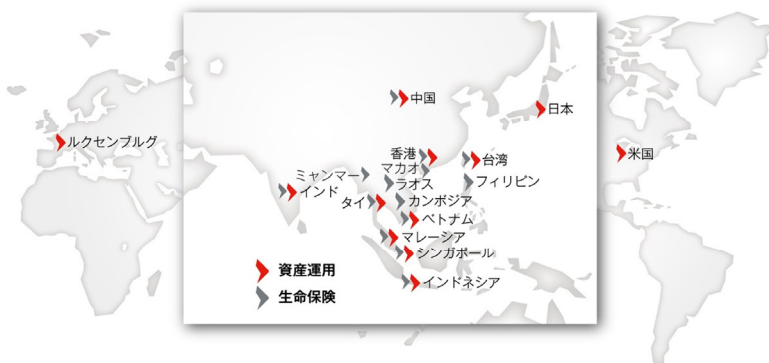 中国
日本
ルクセンブルグ
香港
台湾
米国
マカオ
ミャンマー
ラオス
フィリピン
インド
タイ
カンボジア
ベトナム
マレーシア
シンガポール
資産運用
インドネシア
生命保険